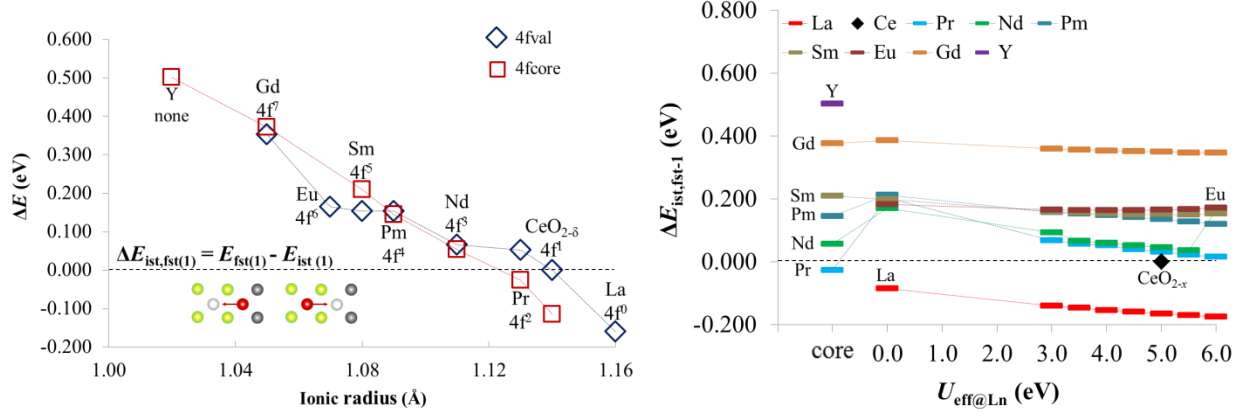 0.600
0.500
0.400
0.300
0.200
0.100
0.000
-0.100
-0.200
ΔE (eV)
4fval
4fcore
Y
none
Gd
4f⁷
Eu
4f⁶
Sm
4f⁵
Pm
4f⁴
Nd
4f³
CeO₂₋δ
4f¹
Pr
4f²
La
4f⁰
ΔE_ist,fst(1) = E_fst(1) - E_ist (1)
1.00 1.04 1.08 1.12 1.16
Ionic radius (Å)
0.800
0.600
0.400
0.200
0.000
-0.200
ΔE_ist,fst-1 (eV)
La Ce Pr Nd Pm
Sm Eu Gd Y
Y
Gd
Sm
Pm
Nd
Pr
La
Eu
CeO₂₋ₓ
core 0.0 1.0 2.0 3.0 4.0 5.0 6.0
U_eff@Ln (eV)